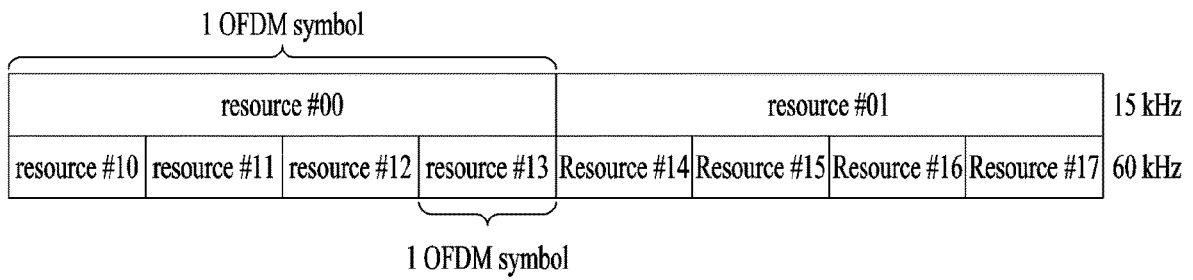 1 OFDM symbol
resource #00 resource #01 15 kHz
resource #10 resource #11 resource #12 resource #13 Resource #14 Resource #15 Resource #16 Resource #17 60 kHz
1 OFDM symbol